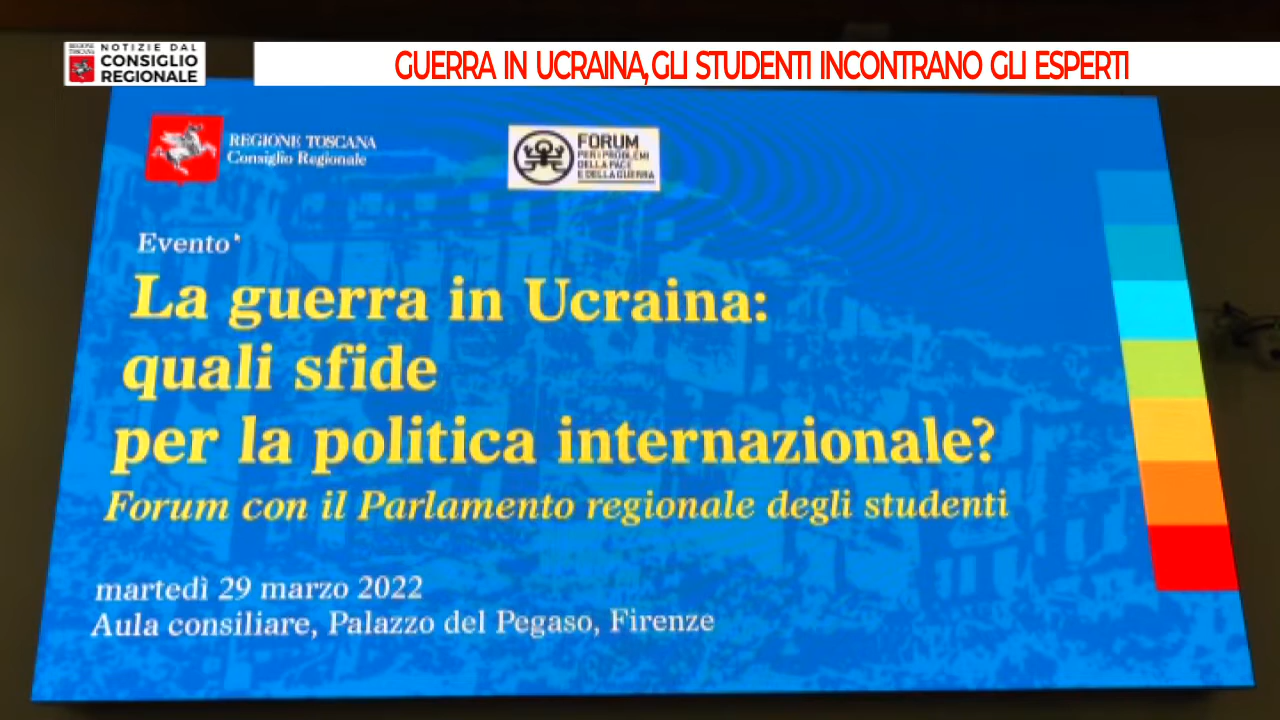 REGIONE
TOSCANA
NOTIZIE DAL
CONSIGLIO
REGIONALE
GUERRA IN UCRAINA, GLI STUDENTI INCONTRANO GLI ESPERTI
REGIONE TOSCANA
Consiglio Regionale
FORUM
PER I PROBLEMI
DELLA PACE
E DELLA GUERRA
Evento
La guerra in Ucraina:
quali sfide
per la politica internazionale?
Forum con il Parlamento regionale degli studenti
martedì 29 marzo 2022
Aula consiliare, Palazzo del Pegaso, Firenze